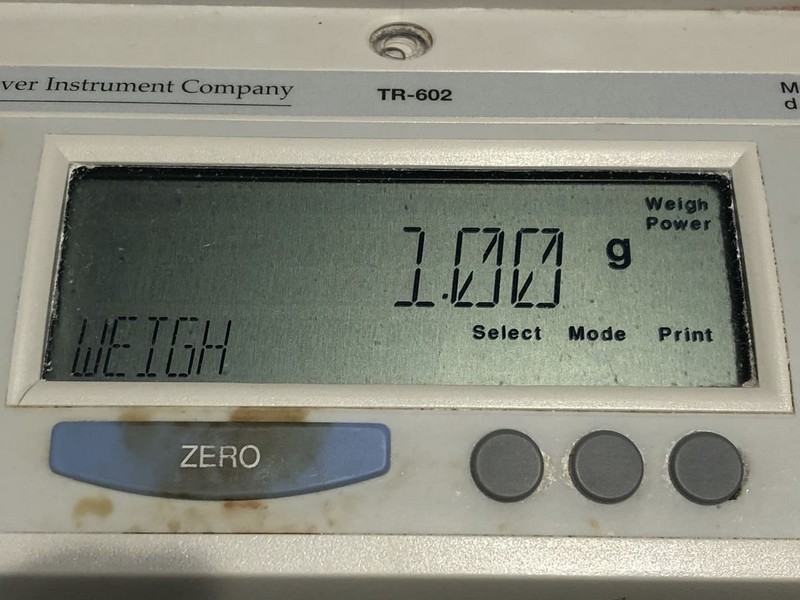 ver Instrument Company
TR-602
M
d
Weigh
Power
1.00 g
Select Mode Print
WEIGH
ZERO